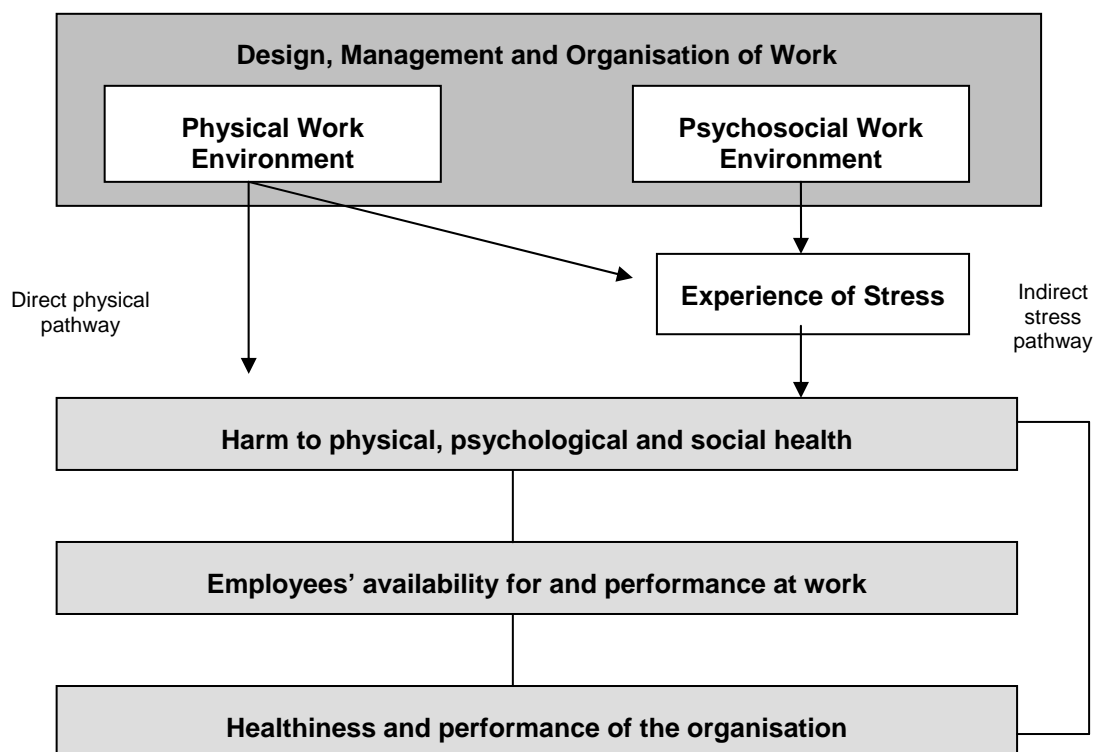 Design, Management and Organisation of Work
Physical Work
Environment
Psychosocial Work
Environment
Experience of Stress
Direct physical
pathway
Indirect
stress
pathway
Harm to physical, psychological and social health
Employees’ availability for and performance at work
Healthiness and performance of the organisation